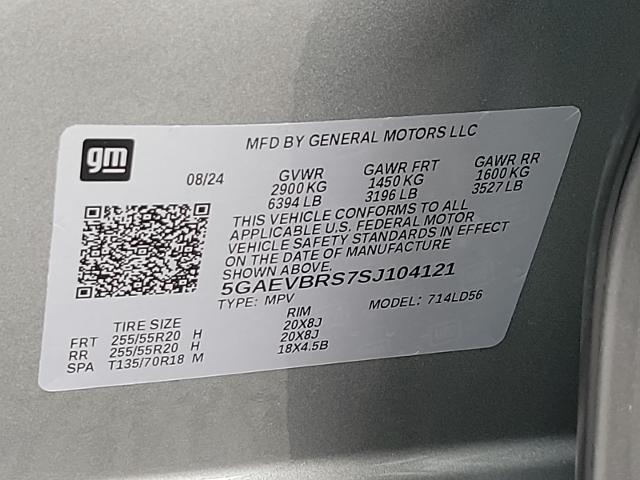 gm
MFD BY GENERAL MOTORS LLC
08/24
GVWR GAWR FRT GAWR RR
2900 KG 1450 KG 1600 KG
6394 LB 3196 LB 3527 LB
THIS VEHICLE CONFORMS TO ALL
APPLICABLE U.S. FEDERAL MOTOR
VEHICLE SAFETY STANDARDS IN EFFECT
ON THE DATE OF MANUFACTURE
SHOWN ABOVE.
5GAEVBRS7SJ104121
TYPE: MPV MODEL: 714LD56
TIRE SIZE RIM
FRT 255/55R20 H 20X8J
RR 255/55R20 H 20X8J
SPA T135/70R18 M 18X4.5B